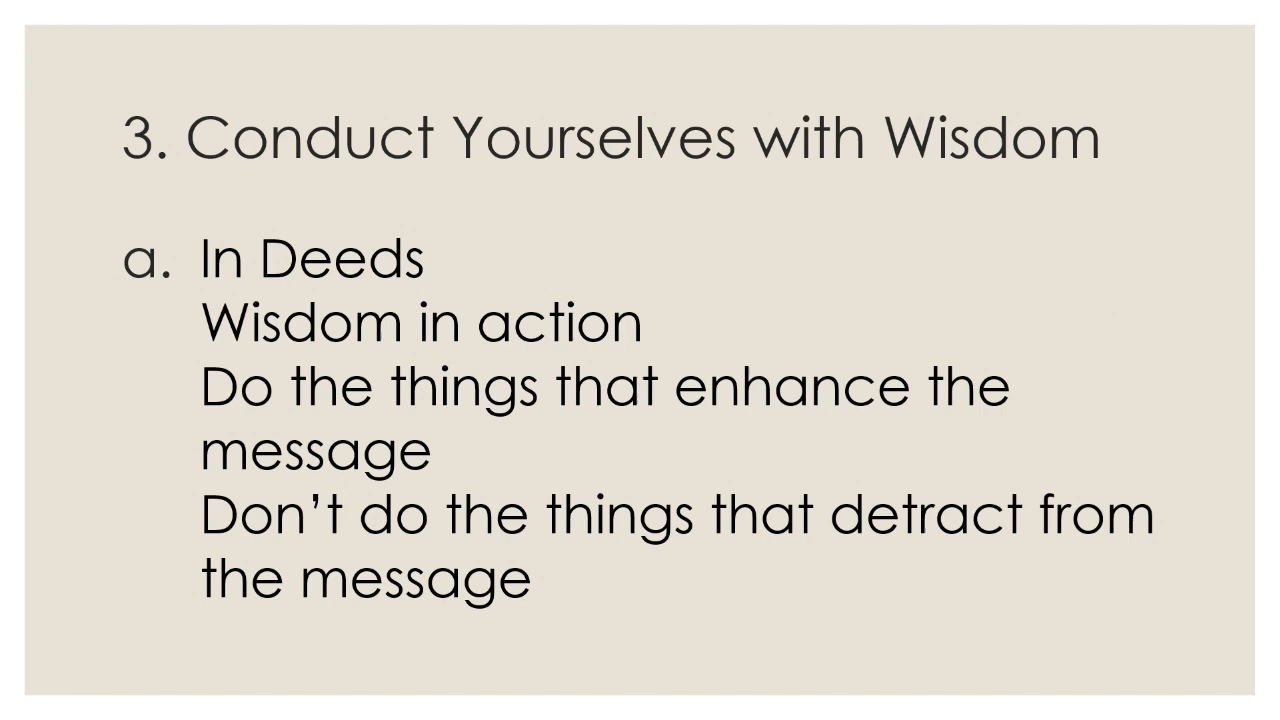 3. Conduct Yourselves with Wisdom
a. In Deeds
Wisdom in action
Do the things that enhance the
message
Don’t do the things that detract from
the message